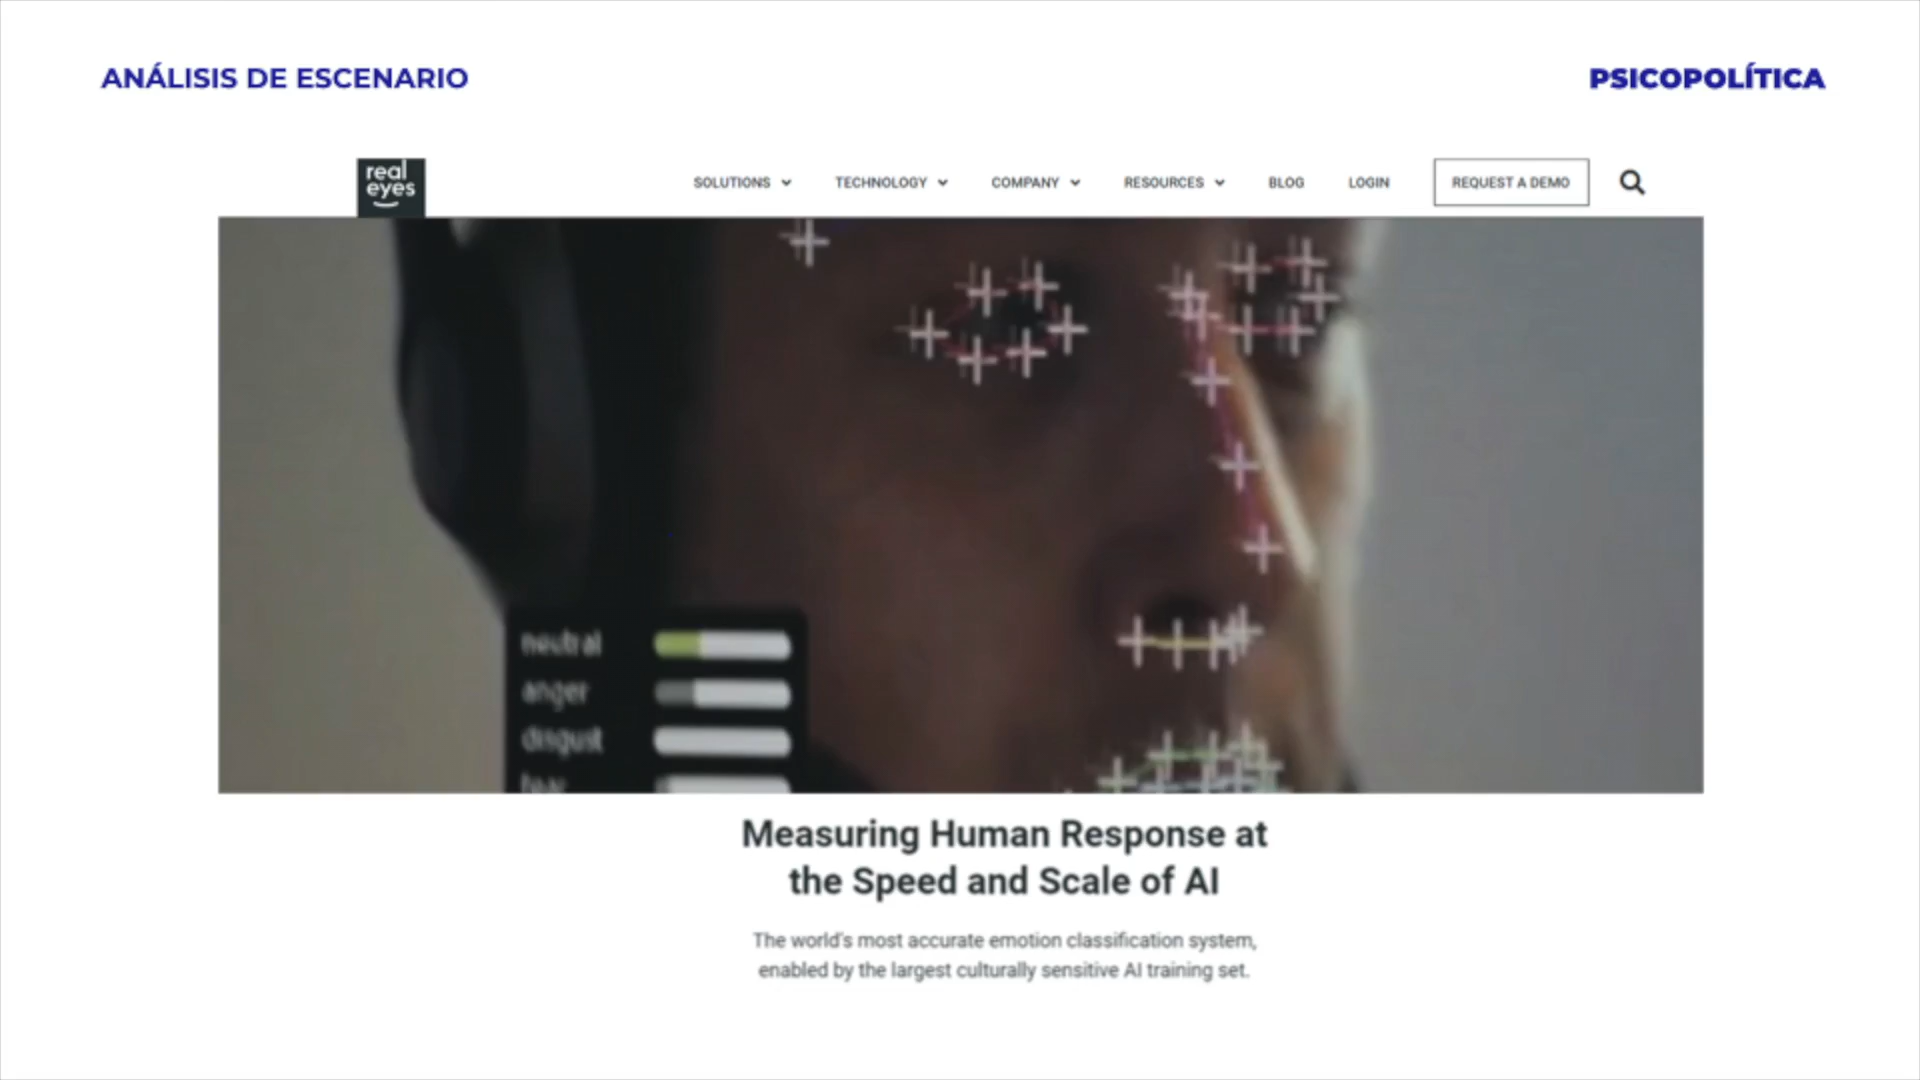 ANÁLISIS DE ESCENARIO
PSICOPOLÍTICA
real
eyes
SOLUTIONS TECHNOLOGY COMPANY RESOURCES BLOG LOGIN REQUEST A DEMO
neutral
anger
disgust
fear
Measuring Human Response at
the Speed and Scale of AI
The world's most accurate emotion classification system,
enabled by the largest culturally sensitive AI training set.